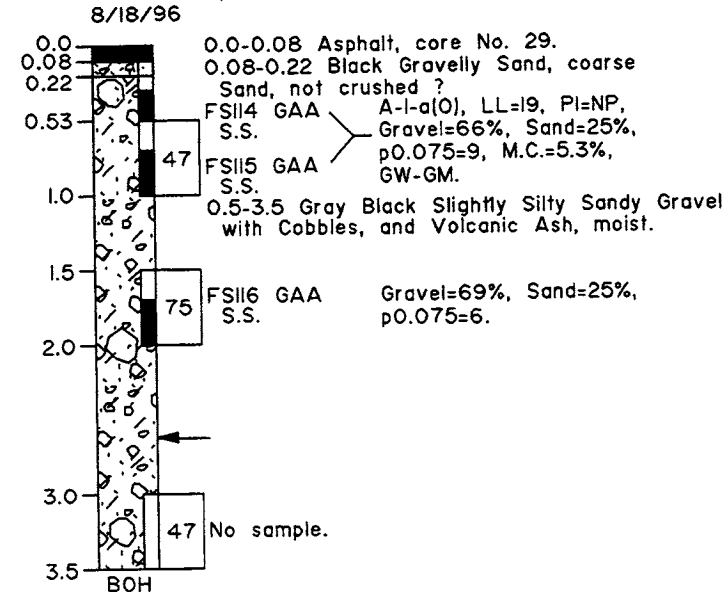 8/18/96
0.0
0.0-0.08 Asphalt, core No. 29.
0.08
0.08-0.22 Black Gravelly Sand, coarse
0.22
Sand, not crushed ?
FS114 GAA
A-1-a(0), LL=19, PI=NP,
0.53
S.S.
Gravel=66%, Sand=25%,
47
FS115 GAA
p0.075=9, M.C.=5.3%,
S.S.
GW-GM.
1.0
0.5-3.5 Gray Black Slightly Silty Sandy Gravel
with Cobbles, and Volcanic Ash, moist.
1.5
FS116 GAA
Gravel=69%, Sand=25%,
75
S.S.
p0.075=6.
2.0
3.0
47
No sample.
3.5
BOH